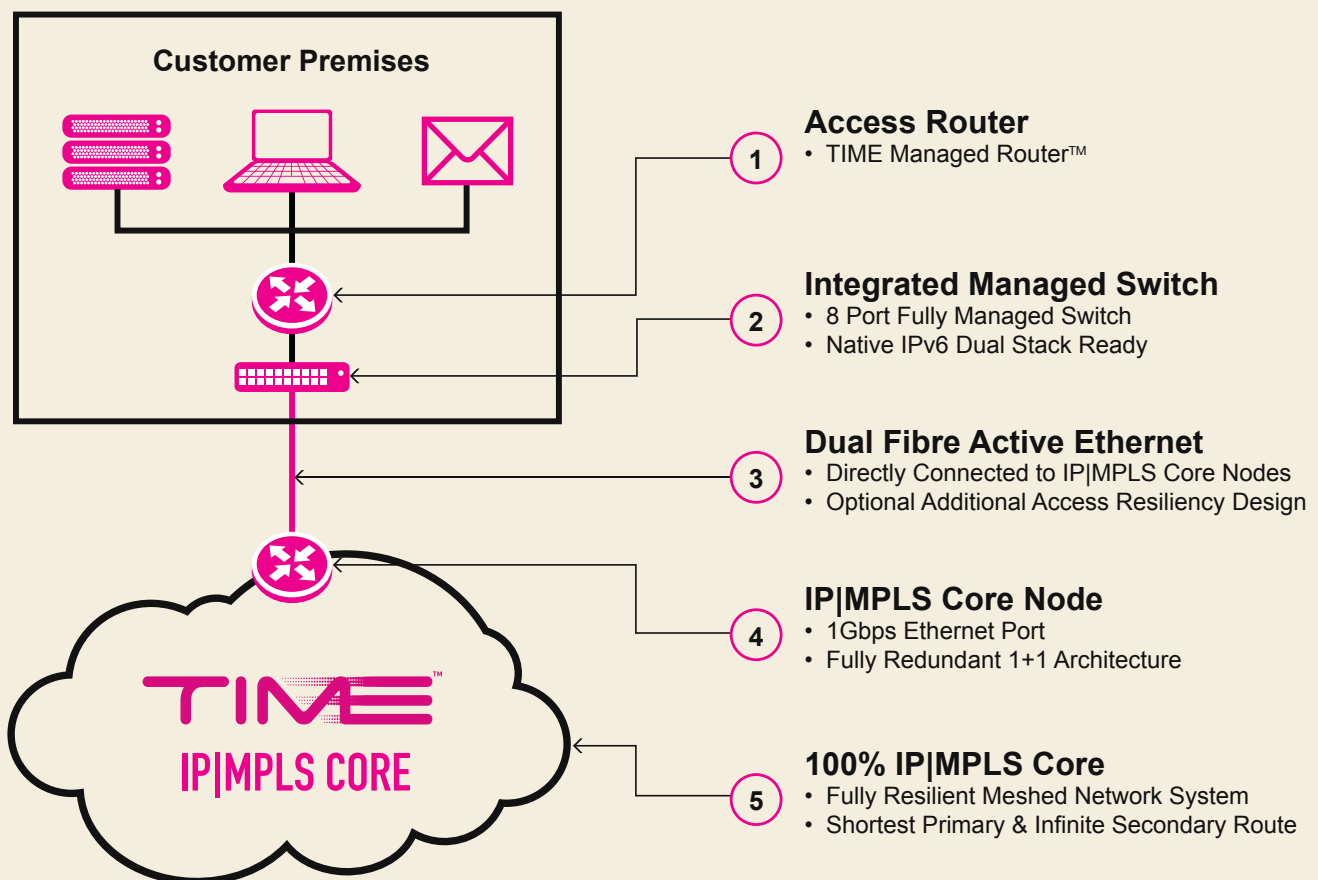 Customer Premises
1
Access Router
• TIME Managed Router™
2
Integrated Managed Switch
• 8 Port Fully Managed Switch
• Native IPv6 Dual Stack Ready
3
Dual Fibre Active Ethernet
• Directly Connected to IP|MPLS Core Nodes
• Optional Additional Access Resiliency Design
4
IP|MPLS Core Node
• 1Gbps Ethernet Port
• Fully Redundant 1+1 Architecture
TIME™
IP|MPLS CORE
5
100% IP|MPLS Core
• Fully Resilient Meshed Network System
• Shortest Primary & Infinite Secondary Route